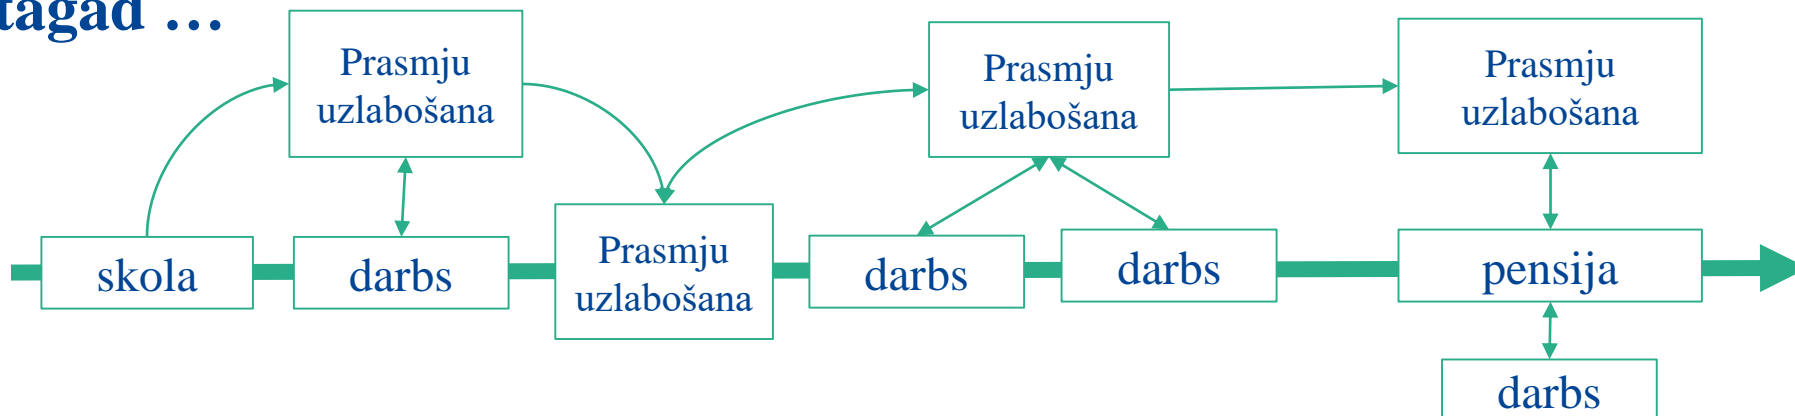 tagad …
Prasmju
uzlabošana
Prasmju
uzlabošana
Prasmju
uzlabošana
skola
darbs
Prasmju
uzlabošana
darbs
darbs
pensija
darbs